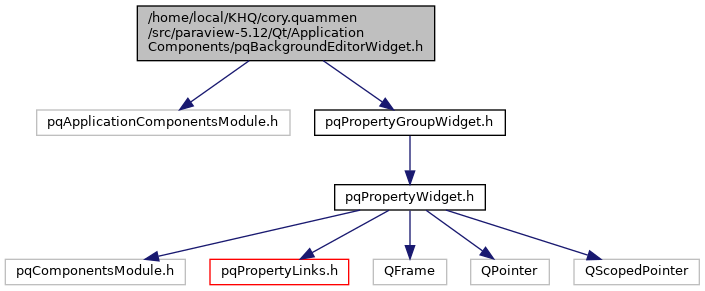 /home/local/KHQ/cory.quammen
/src/paraview-5.12/Qt/Application
Components/pqBackgroundEditorWidget.h
pqApplicationComponentsModule.h
pqPropertyGroupWidget.h
pqPropertyWidget.h
pqComponentsModule.h
pqPropertyLinks.h
QFrame
QPointer
QScopedPointer